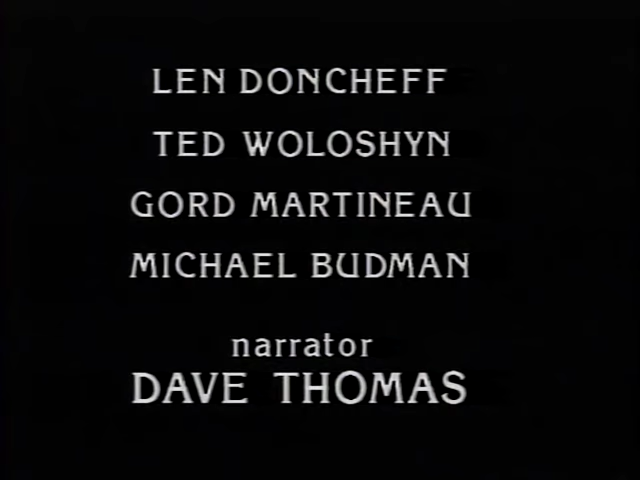 LEN DONCHEFF
TED WOLOSHYN
GORD MARTINEAU
MICHAEL BUDMAN
narrator
DAVE THOMAS